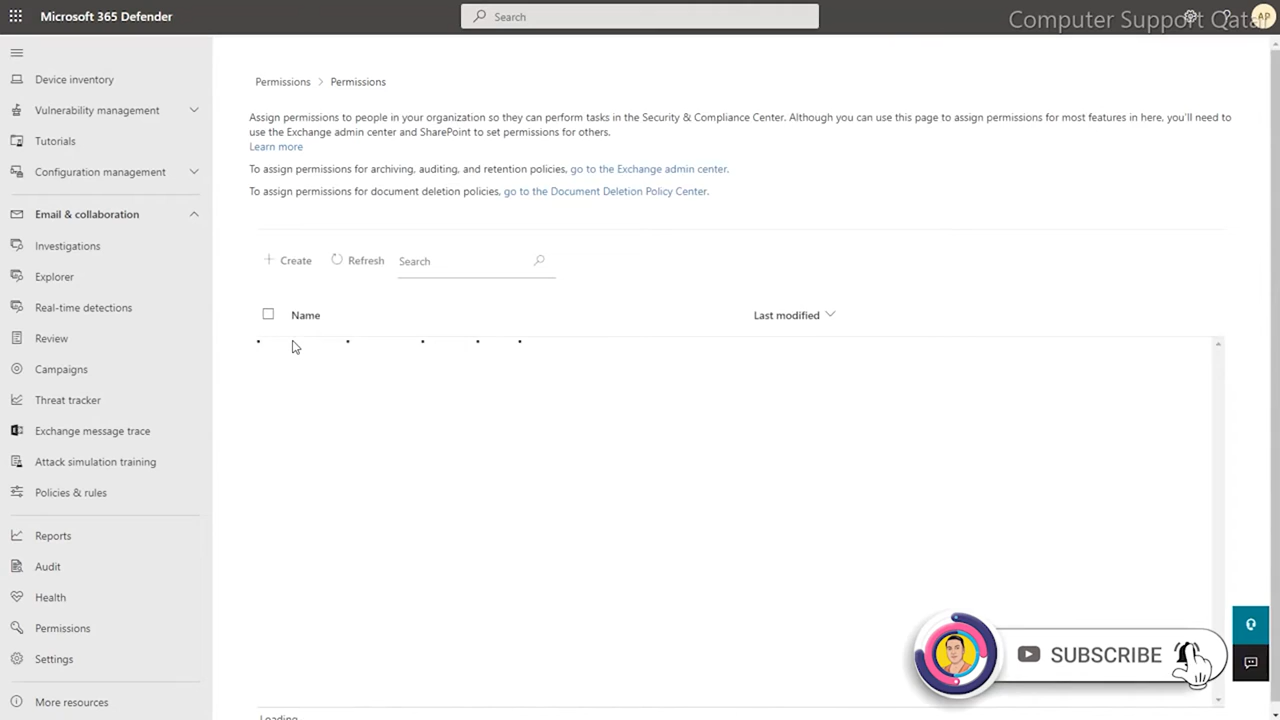 Microsoft 365 Defender
Search
Computer Support Qatar
AP
Device inventory
Vulnerability management
Tutorials
Configuration management
Email & collaboration
Investigations
Explorer
Real-time detections
Review
Campaigns
Threat tracker
Exchange message trace
Attack simulation training
Policies & rules
Reports
Audit
Health
Permissions
Settings
More resources
Permissions > Permissions
Assign permissions to people in your organization so they can perform tasks in the Security & Compliance Center. Although you can use this page to assign permissions for most features in here, you'll need to
use the Exchange admin center and SharePoint to set permissions for others.
Learn more
To assign permissions for archiving, auditing, and retention policies, go to the Exchange admin center.
To assign permissions for document deletion policies, go to the Document Deletion Policy Center.
Create Refresh Search
Name Last modified
SUBSCRIBE
Loading